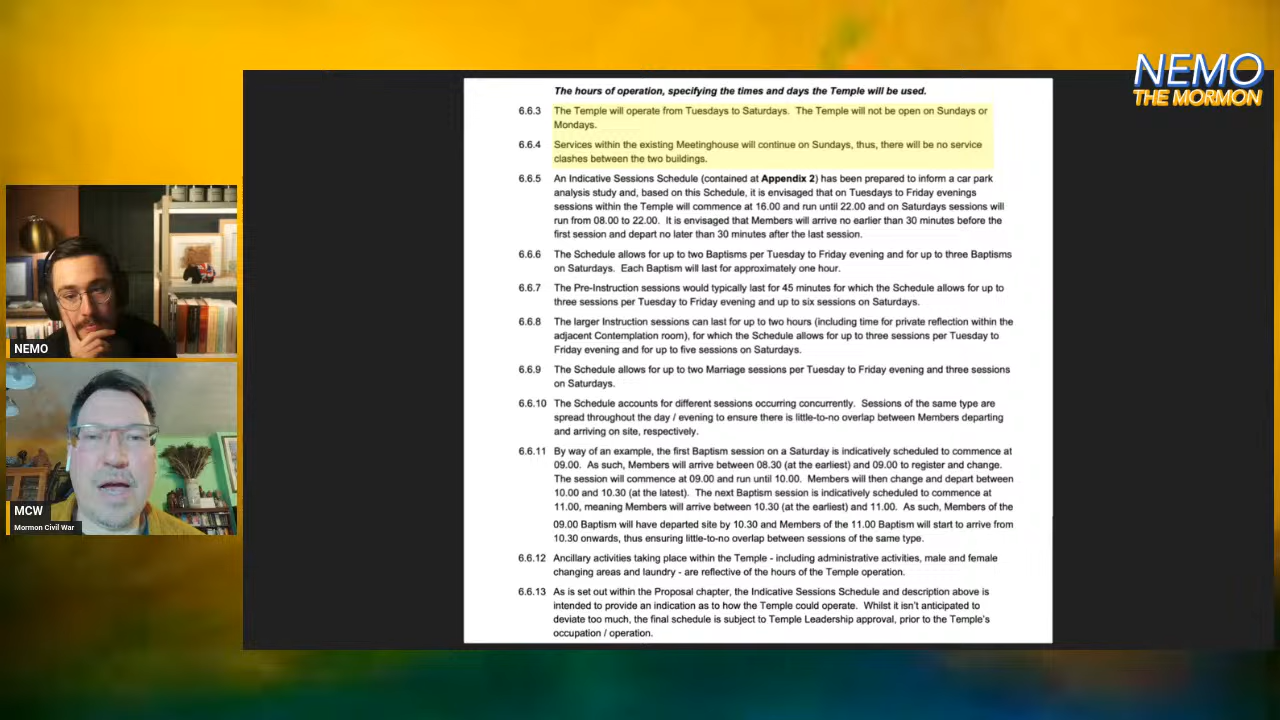 NEMO
THE MORMON
The hours of operation, specifying the times and days the Temple will be used.
6.6.3 The Temple will operate from Tuesdays to Saturdays. The Temple will not be open on Sundays or
Mondays.
6.6.4 Services within the existing Meetinghouse will continue on Sundays, thus, there will be no service
clashes between the two buildings.
6.6.5 An Indicative Sessions Schedule (contained at Appendix 2) has been prepared to inform a car park
analysis study and, based on this Schedule, it is envisaged that on Tuesdays to Friday evenings
sessions within the Temple will commence at 16.00 and run until 22.00 and on Saturdays sessions will
run from 08.00 to 22.00. It is envisaged that Members will arrive no earlier than 30 minutes before the
first session and depart no later than 30 minutes after the last session.
6.6.6 The Schedule allows for up to two Baptisms per Tuesday to Friday evening and for up to three Baptisms
on Saturdays. Each Baptism will last for approximately one hour.
6.6.7 The Pre-Instruction sessions would typically last for 45 minutes for which the Schedule allows for up to
three sessions per Tuesday to Friday evening and up to six sessions on Saturdays.
6.6.8 The larger Instruction sessions can last for up to two hours (including time for private reflection within the
adjacent Contemplation room), for which the Schedule allows for up to three sessions per Tuesday to
Friday evening and for up to five sessions on Saturdays.
6.6.9 The Schedule allows for up to two Marriage sessions per Tuesday to Friday evening and three sessions
on Saturdays.
6.6.10 The Schedule accounts for different sessions occurring concurrently. Sessions of the same type are
spread throughout the day / evening to ensure there is little-to-no overlap between Members departing
and arriving on site, respectively.
6.6.11 By way of an example, the first Baptism session on a Saturday is indicatively scheduled to commence at
09.00. As such, Members will arrive between 08.30 (at the earliest) and 09.00 to register and change.
The session will commence at 09.00 and run until 10.00. Members will then change and depart between
10.00 and 10.30 (at the latest). The next Baptism session is indicatively scheduled to commence at
11.00, meaning Members will arrive between 10.30 (at the earliest) and 11.00. As such, Members of the
09.00 Baptism will have departed site by 10.30 and Members of the 11.00 Baptism will start to arrive from
10.30 onwards, thus ensuring little-to-no overlap between sessions of the same type.
6.6.12 Ancillary activities taking place within the Temple - including administrative activities, male and female
changing areas and laundry - are reflective of the hours of the Temple operation.
6.6.13 As is set out within the Proposal chapter, the Indicative Sessions Schedule and description above is
intended to provide an indication as to how the Temple could operate. Whilst it isn't anticipated to
deviate too much, the final schedule is subject to Temple Leadership approval, prior to the Temple's
occupation / operation.
NEMO
MCW
Mormon Civil War